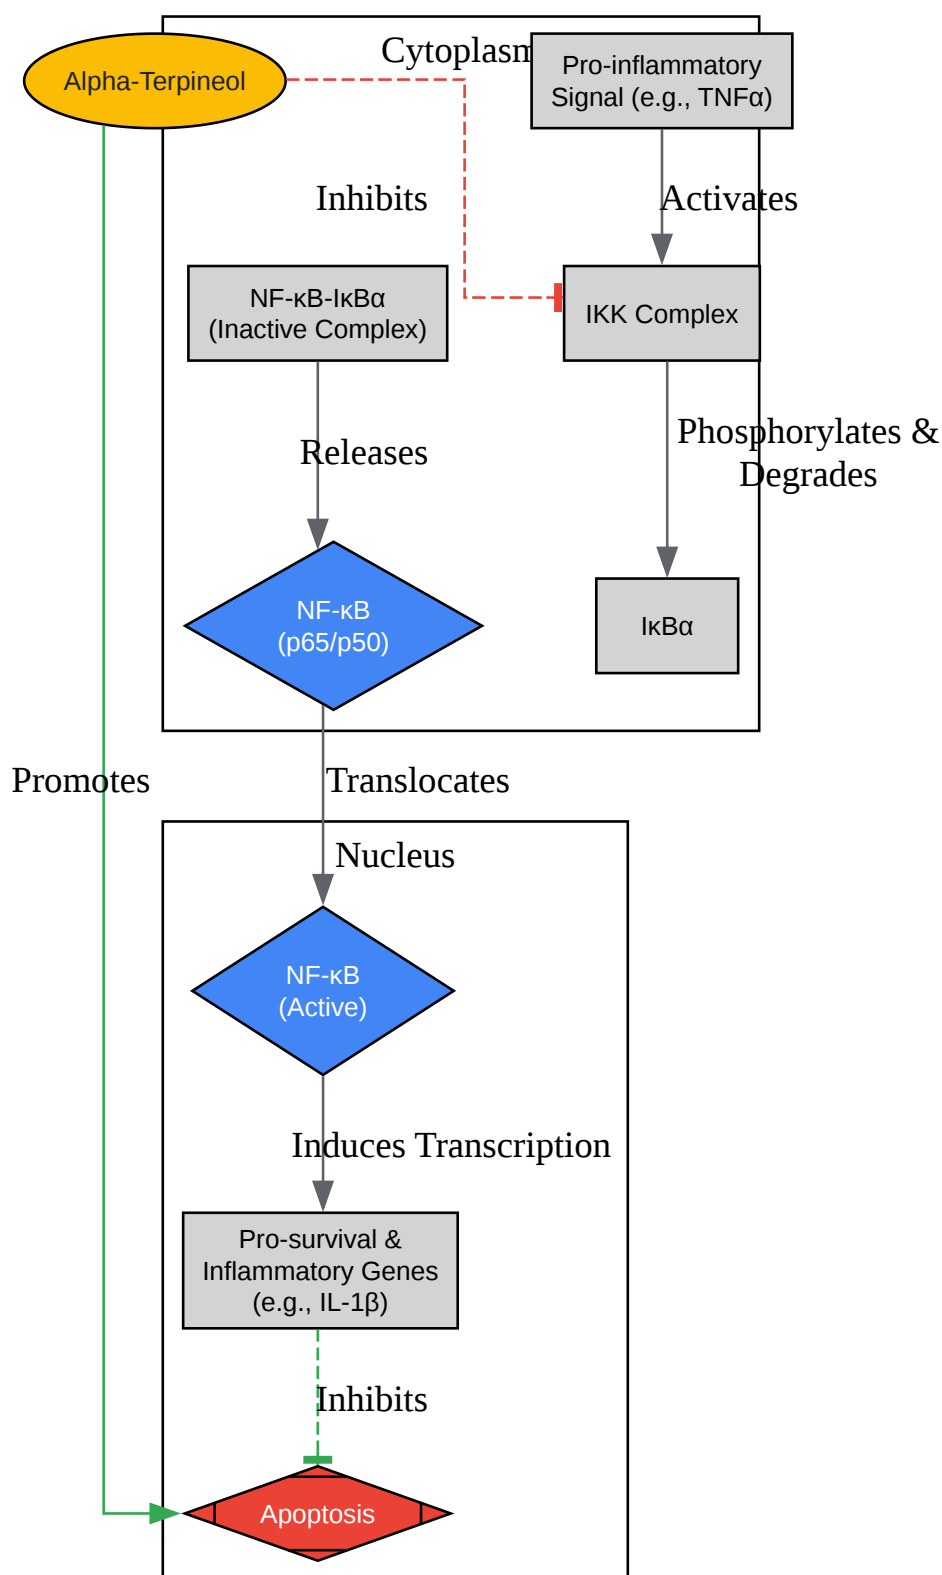 Cytoplasm
Alpha-Terpineol
Pro-inflammatory
Signal (e.g., TNFα)
Inhibits
Activates
NF-κB-IκBα
(Inactive Complex)
IKK Complex
Releases
Phosphorylates &
Degrades
NF-κB
(p65/p50)
IκBα
Promotes
Translocates
Nucleus
NF-κB
(Active)
Induces Transcription
Pro-survival &
Inflammatory Genes
(e.g., IL-1β)
Inhibits
Apoptosis